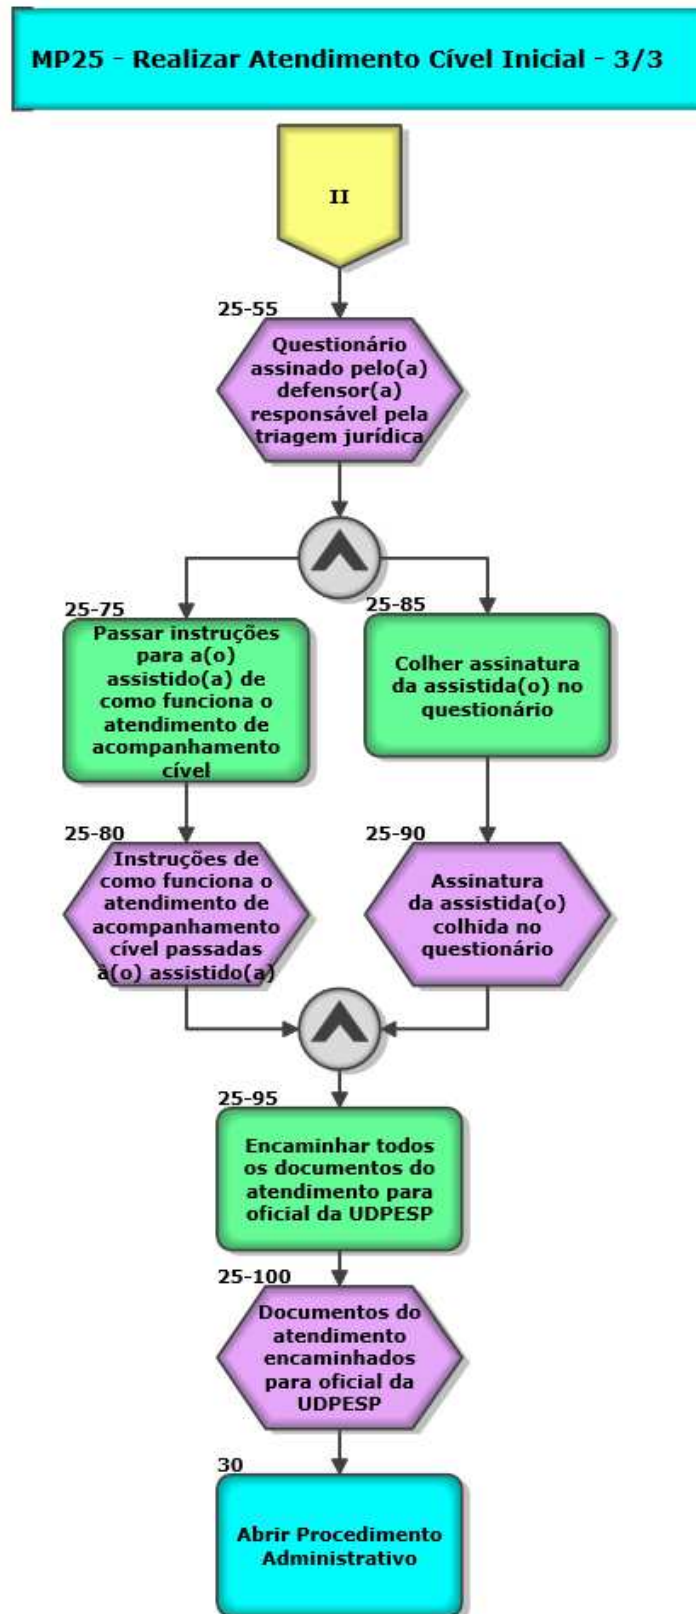 MP25 - Realizar Atendimento Cível Inicial - 3/3
II
25-55
Questionário
assinado pelo(a)
defensor(a)
responsável pela
triagem jurídica
25-75
Passar instruções
para a(o)
assistido(a) de
como funciona o
atendimento de
acompanhamento
cível
25-85
Colher assinatura
da assistida(o) no
questionário
25-80
Instruções de
como funciona o
atendimento de
acompanhamento
cível passadas
à(o) assistido(a)
25-90
Assinatura
da assistida(o)
colhida no
questionário
25-95
Encaminhar todos
os documentos do
atendimento para
oficial da UDPESP
25-100
Documentos do
atendimento
encaminhados
para oficial da
UDPESP
30
Abrir Procedimento
Administrativo